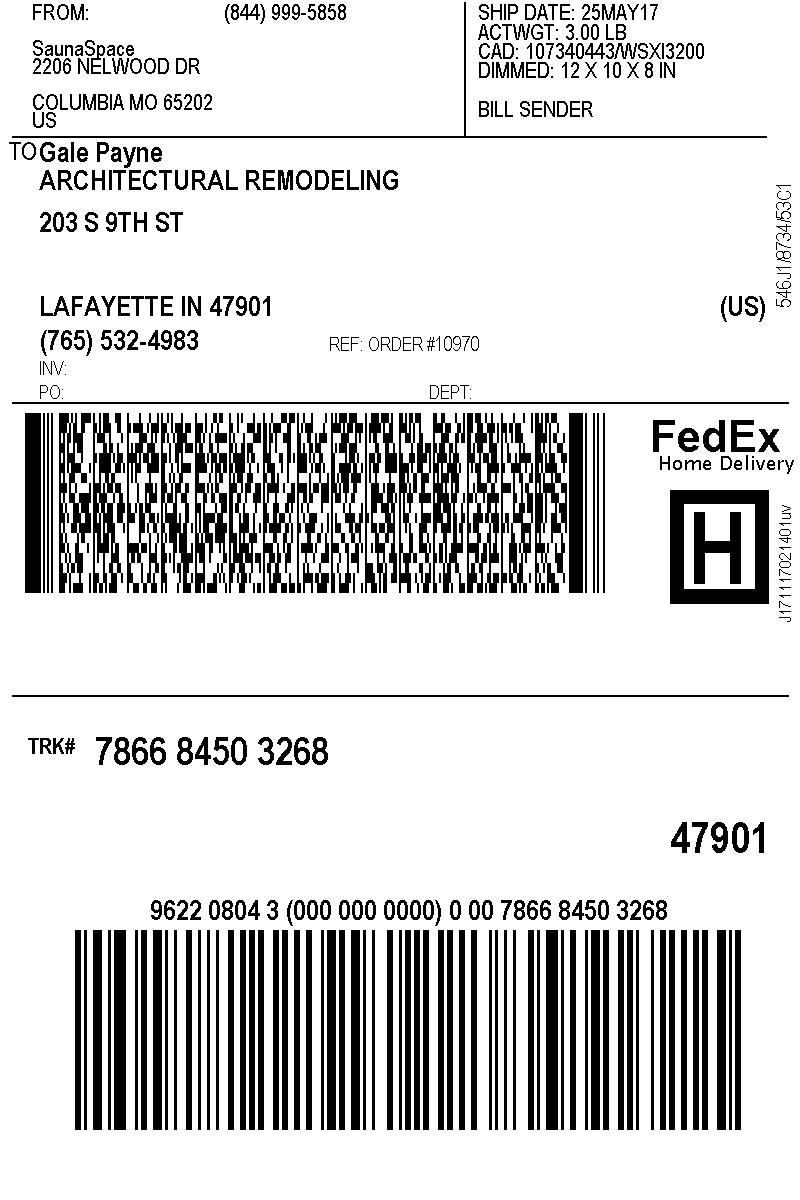 FROM: (844) 999-5858
SaunaSpace
2206 NELWOOD DR
COLUMBIA MO 65202
US
SHIP DATE: 25MAY17
ACTWGT: 3.00 LB
CAD: 107340443/WSXI3200
DIMMED: 12 X 10 X 8 IN
BILL SENDER
TO Gale Payne
ARCHITECTURAL REMODELING
203 S 9TH ST
LAFAYETTE IN 47901 (US)
(765) 532-4983 REF: ORDER #10970
INV:
PO: DEPT:
546J1/8734/53C1
FedEx
Home Delivery
H
J171117021401uv
TRK# 7866 8450 3268
47901
9622 0804 3 (000 000 0000) 0 00 7866 8450 3268